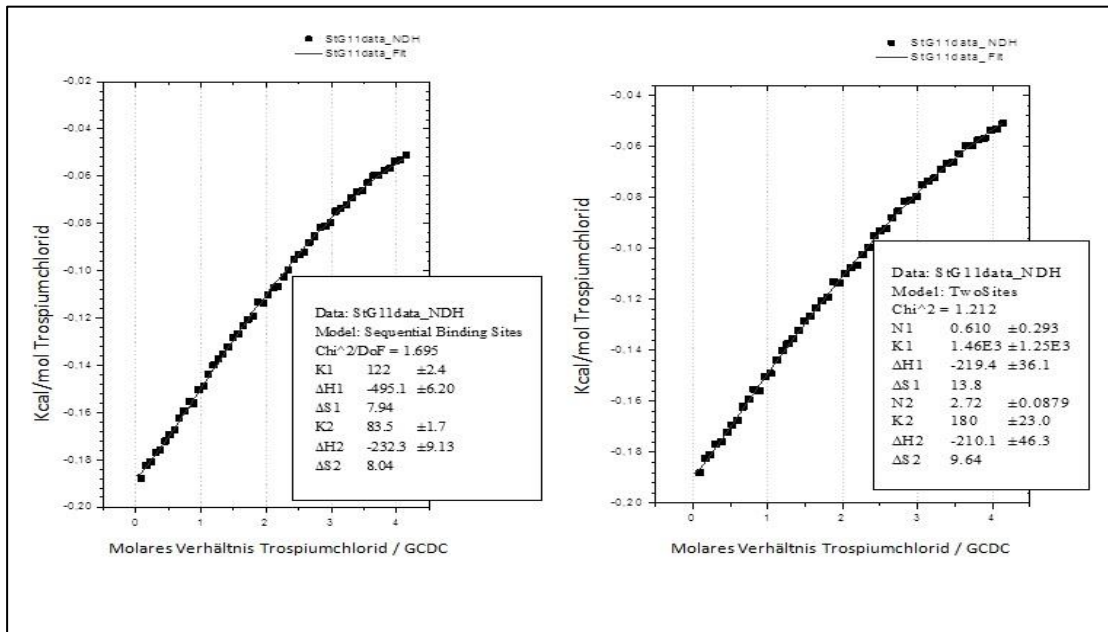 StG11data_NDH
StG11data_Fit
-0.02
-0.04
-0.06
-0.08
-0.10
-0.12
-0.14
-0.16
-0.18
-0.20
Kcal/mol Trospiumchlorid
0 1 2 3 4
Molares Verhältnis Trospiumchlorid / GCDC
Data: StG11data_NDH
Model: Sequential Binding Sites
Chi^2/DoF = 1.695
K1 122 ±2.4
ΔH1 -495.1 ±6.20
ΔS1 7.94
K2 83.5 ±1.7
ΔH2 -232.3 ±9.13
ΔS2 8.04
StG11data_NDH
StG11data_Fit
-0.04
-0.06
-0.08
-0.10
-0.12
-0.14
-0.16
-0.18
-0.20
Kcal/mol Trospiumchlorid
0 1 2 3 4
Molares Verhältnis Trospiumchlorid / GCDC
Data: StG11data_NDH
Model: TwoSites
Chi^2 = 1.212
N1 0.610 ±0.293
K1 1.46E3 ±1.25E3
ΔH1 -219.4 ±36.1
ΔS1 13.8
N2 2.72 ±0.0879
K2 180 ±23.0
ΔH2 -210.1 ±46.3
ΔS2 9.64